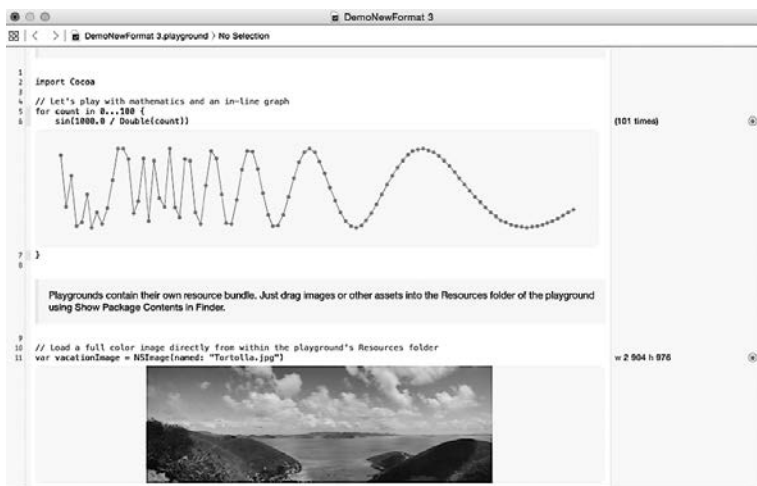 DemoNewFormat 3
DemoNewFormat 3.playground > No Selection
1
2 import Cocoa
3
4 // Let's play with mathematics and an in-line graph
5 for count in 0...100 {
6 sin(1000.0 / Double(count)) (101 times)
7 }
8
Playgrounds contain their own resource bundle. Just drag images or other assets into the Resources folder of the playground
using Show Package Contents in Finder.
9
10 // Load a full color image directly from within the playground's Resources folder
11 var vacationImage = NSImage(named: "Tortolla.jpg") w 2 904 h 976